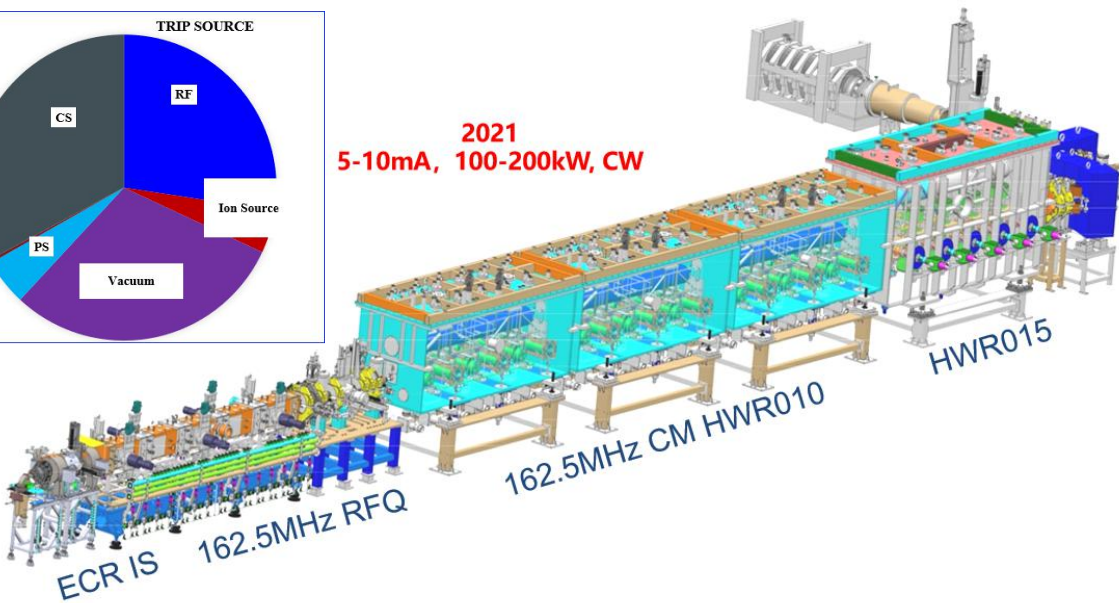 TRIP SOURCE
RF
CS
Ion Source
PS
Vacuum
2021
5-10mA, 100-200kW, CW
HWR015
162.5MHz CM HWR010
162.5MHz RFQ
ECR IS